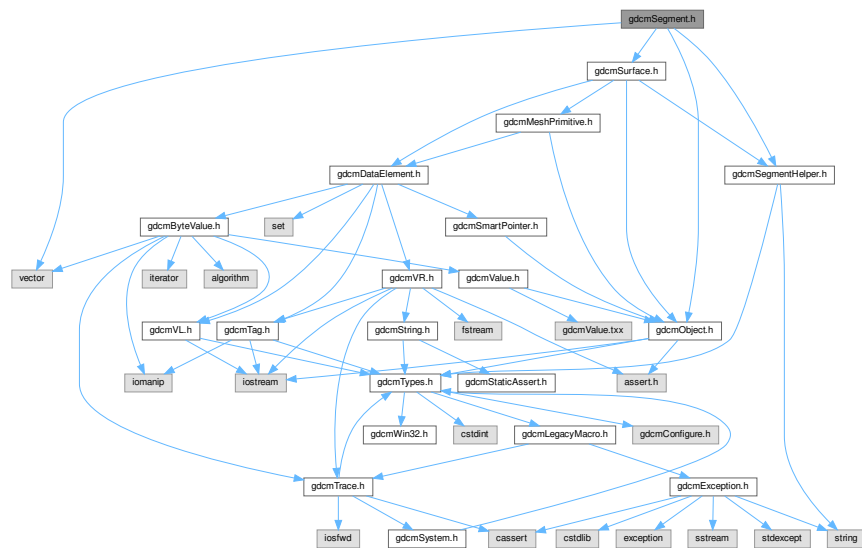 gdcmSegment.h
gdcmSurface.h
gdcmMeshPrimitive.h
gdcmDataElement.h
gdcmSegmentHelper.h
gdcmByteValue.h
set
gdcmSmartPointer.h
vector
iterator
algorithm
gdcmVR.h
gdcmValue.h
gdcmVL.h
gdcmTag.h
gdcmString.h
fstream
gdcmValue.txx
gdcmObject.h
iomanip
iostream
gdcmTypes.h
gdcmStaticAssert.h
assert.h
gdcmWin32.h
cstdint
gdcmLegacyMacro.h
gdcmConfigure.h
gdcmTrace.h
gdcmException.h
iosfwd
gdcmSystem.h
cassert
cstdlib
exception
sstream
stdexcept
string